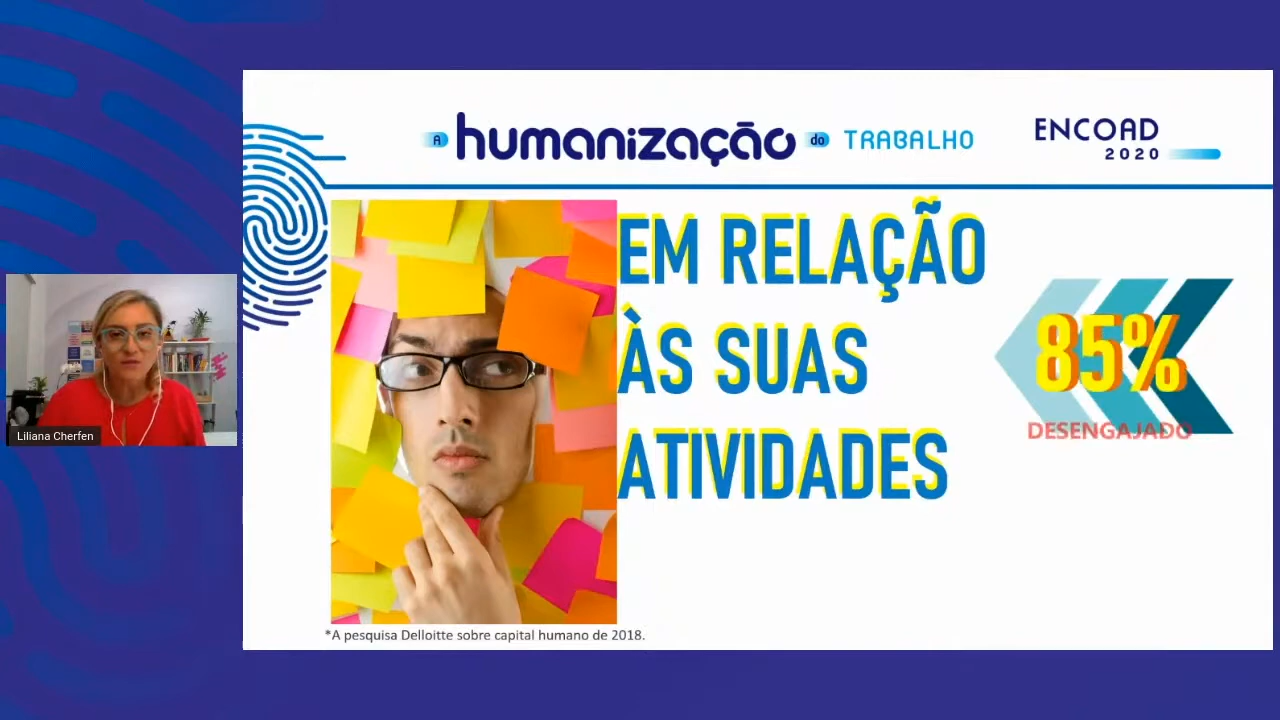 A humanização do TRABALHO
ENCOAD
2020
EM RELAÇÃO
ÀS SUAS
ATIVIDADES
85%
DESENGAJADO
Liliana Cherfen
*A pesquisa Delloitte sobre capital humano de 2018.